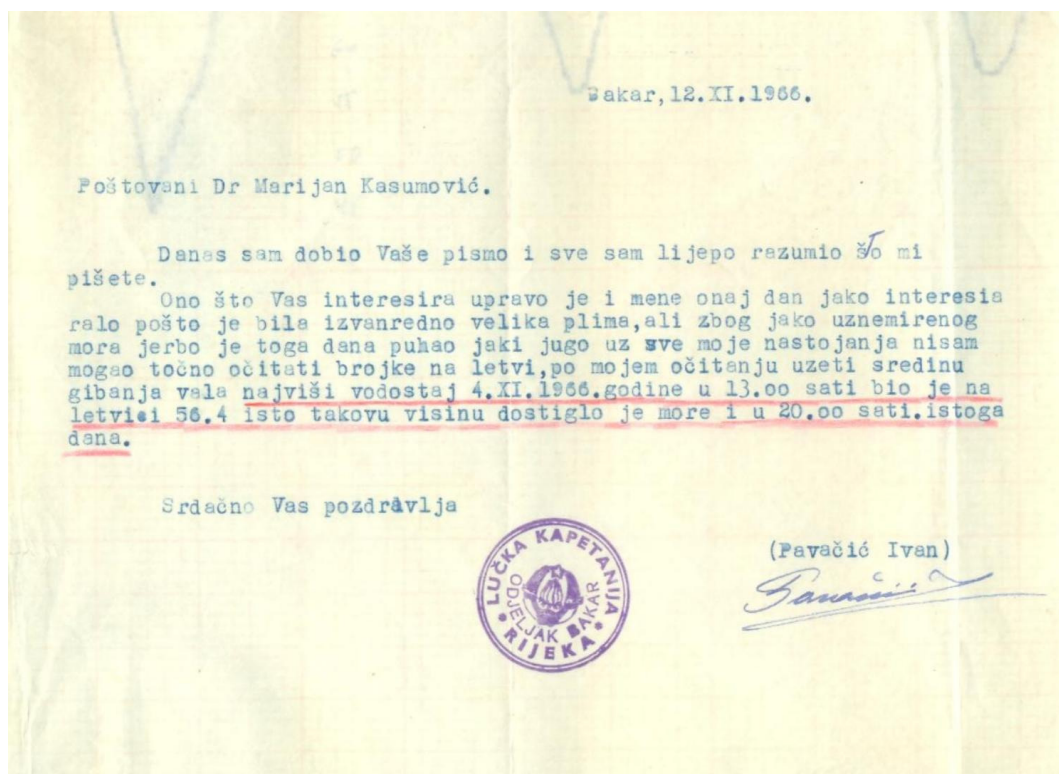 Bakar,12.XI.1966.
Poštovani Dr Marijan Kasumović.
Danas sam dobio Vaše pismo i sve sam lijepo razumio što mi
pišete.
Ono što Vas interesira upravo je i mene onaj dan jako interesia
ralo pošto je bila izvanredno velika plima,ali zbog jako uznemirenog
mora jerbo je toga dana puhao jaki jugo uz sve moje nastojanja nisam
mogao točno očitati brojke na letvi,po mojem očitanju uzeti sredinu
gibanja vala najviši vodostaj 4.XI.1966.godine u 13.oo sati bio je na
letvici 56.4 isto takovu visinu dostiglo je more i u 20.oo sati.istoga
dana.
Srdačno Vas pozdravlja
LUČKA KAPETANIJA
ODJELJAK BAKAR
RIJEKA
(Pavačić Ivan)